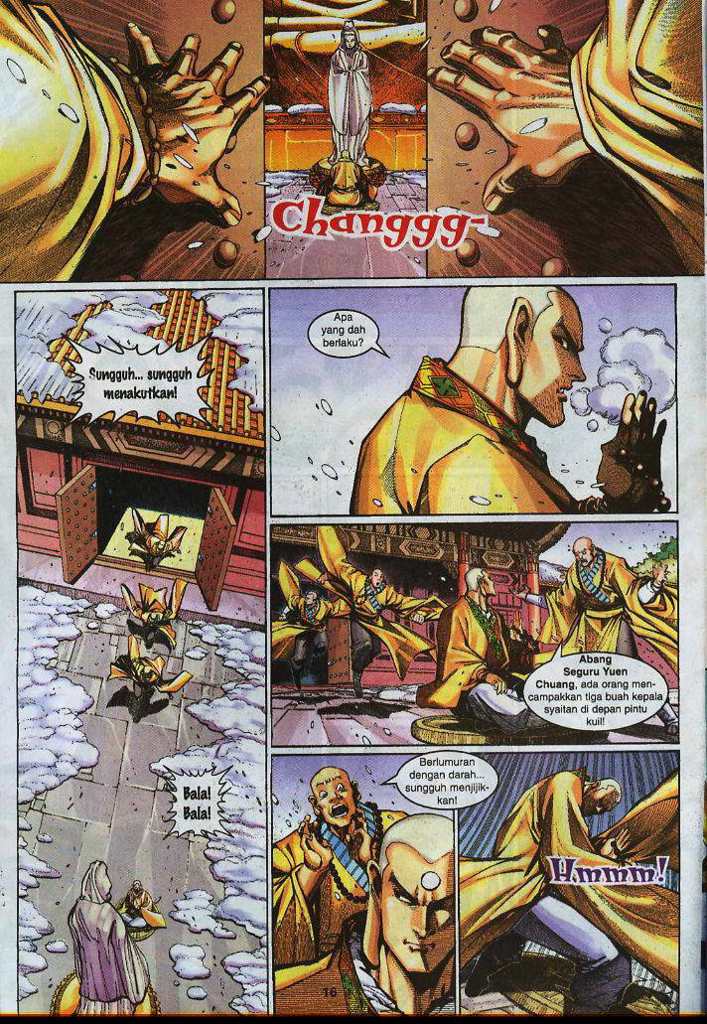 Changgg-
Sungguh... sungguh
menakutkan!
Bala!
Bala!
Apa
yang dah
berlaku?
Abang
Seguru Yuen
Chuang, ada orang men-
campakkan tiga buah kepala
syaitan di depan pintu
kuil!
Berlumuran
dengan darah...
sungguh menjijik-
kan!
Hmmm!
16